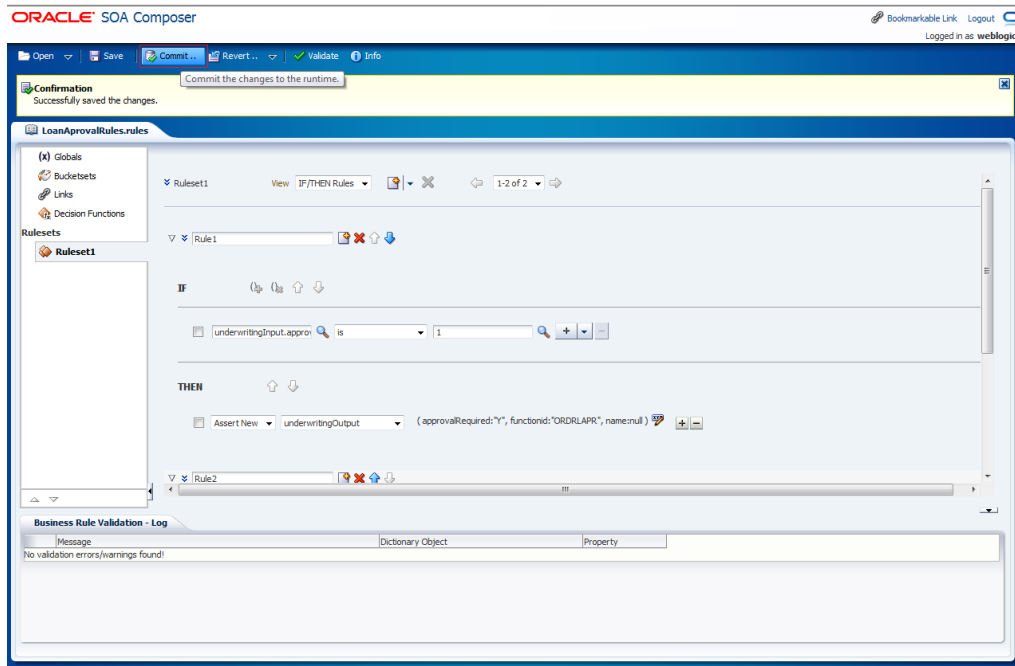 ORACLE SOA Composer
Bookmarkable Link Logout
Logged in as weblogic
Open Save Commit .. Revert .. Validate Info
Commit the changes to the runtime.
Confirmation
Successfully saved the changes.
LoanAprovalRules.rules
(x) Globals
Bucketsets
Links
Decision Functions
Rulesets
Ruleset1
Ruleset1 View IF/THEN Rules 1-2 of 2
Rule1
IF
underwritingInput.approv is 1
THEN
Assert New underwritingOutput ( approvalRequired:"Y", functionid:"ORDRLAPR", name:null )
Rule2
Business Rule Validation - Log
Message Dictionary Object Property
No validation errors/warnings found!